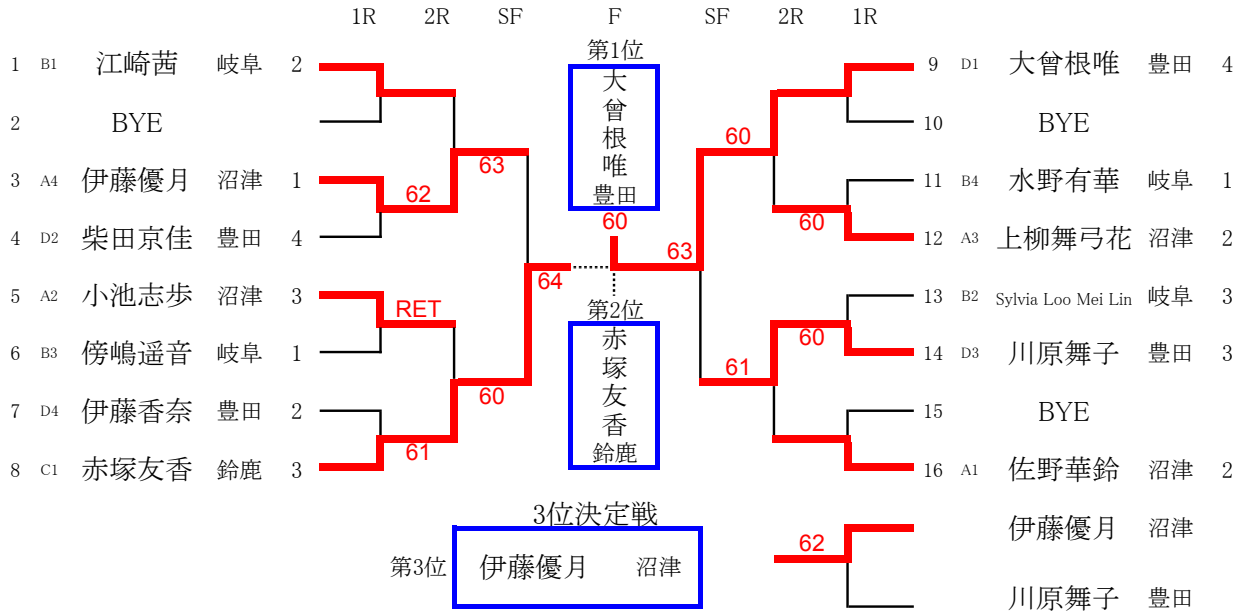 1R 2R SF F SF 2R 1R
第1位
大曾根唯
豊田
60
1 B1 江崎茜 岐阜 2
2 BYE
3 A4 伊藤優月 沼津 1
4 D2 柴田京佳 豊田 4
5 A2 小池志歩 沼津 3
6 B3 傍嶋遥音 岐阜 1
7 D4 伊藤香奈 豊田 2
8 C1 赤塚友香 鈴鹿 3
62
RET
61
63
60
64
9 D1 大曾根唯 豊田 4
10 BYE
11 B4 水野有華 岐阜 1
12 A3 上柳舞弓花 沼津 2
13 B2 Sylvia Loo Mei Lin 岐阜 3
14 D3 川原舞子 豊田 3
15 BYE
16 A1 佐野華鈴 沼津 2
60
60
60
61
63
第2位
赤塚友香
鈴鹿
3位決定戦
第3位 伊藤優月 沼津
62
伊藤優月 沼津
川原舞子 豊田